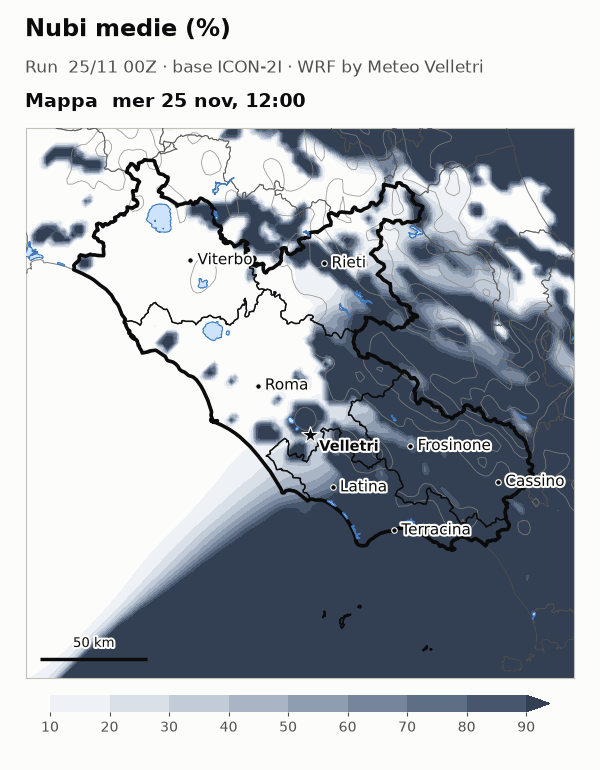 Nubi medie (%)
Run  25/11 00Z · base ICON-2I · WRF by Meteo Velletri
Mappa  mer 25 nov, 12:00
Viterbo
Rieti
Roma
Velletri
Frosinone
Latina
Cassino
Terracina
50 km
10 20 30 40 50 60 70 80 90